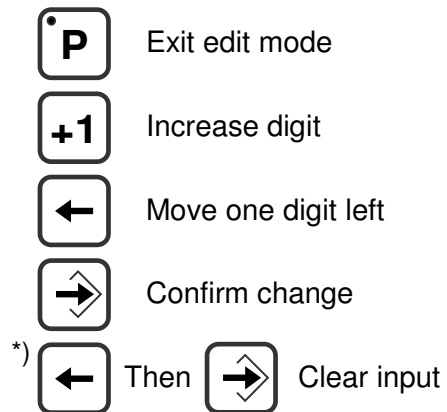 P Exit edit mode
+1 Increase digit
Move one digit left
Confirm change
*) Then Clear input